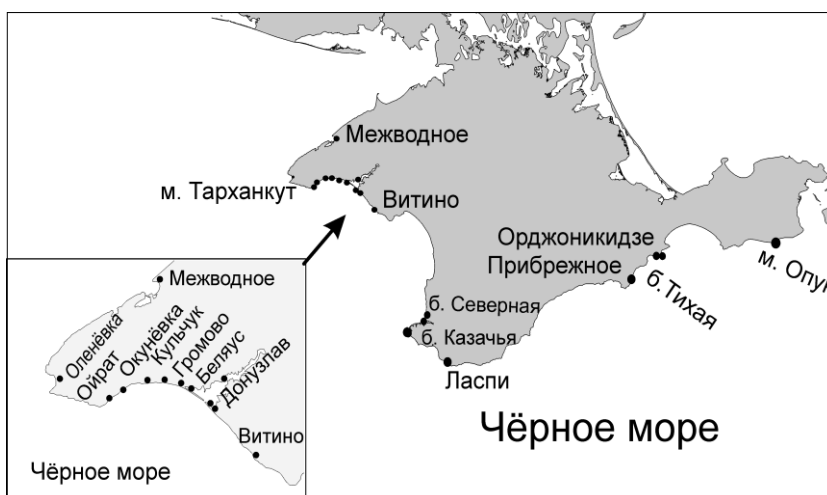 Межводное
м. Тарханкут
Витино
Орджоникидзе
Прибрежное
м. Опук
б.Тихая
б. Северная
б. Казачья
Ласпи
Чёрное море
Межводное
Оленёвка
Ойрат
Окунёвка
Кульчук
Громово
Беляус
Донузлав
Витино
Чёрное море